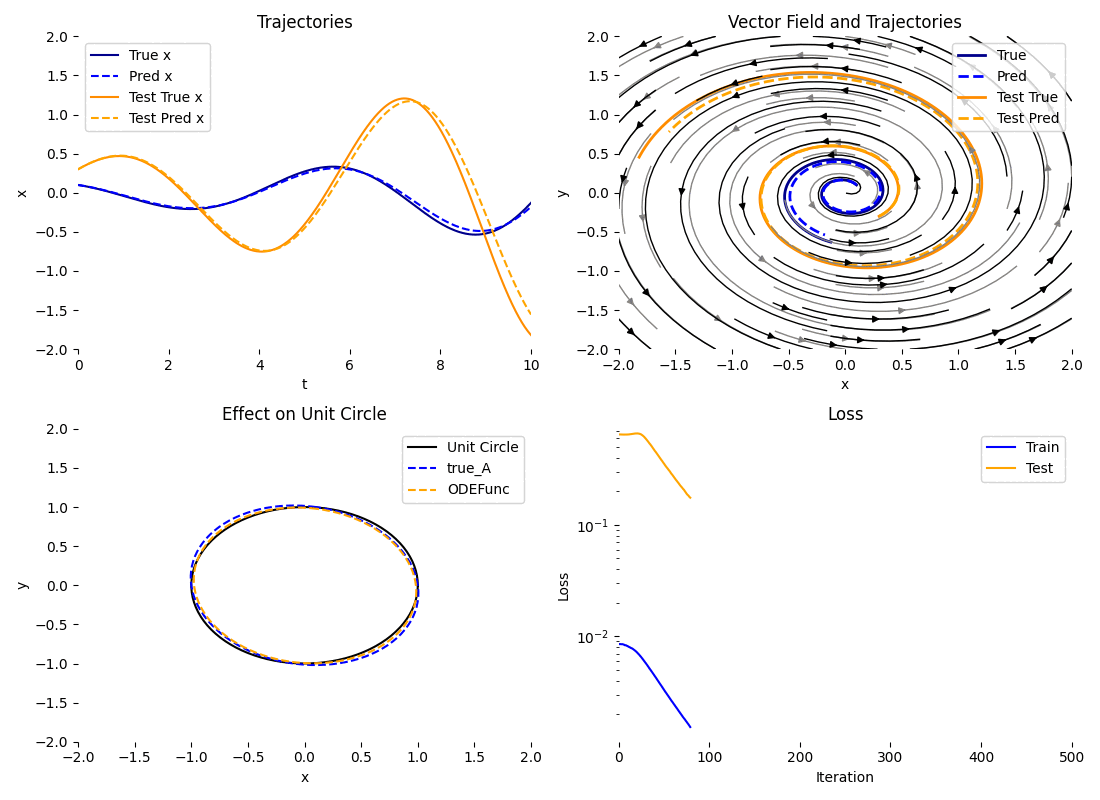 Trajectories
True x
Pred x
Test True x
Test Pred x
2.0
1.5
1.0
0.5
0.0
−0.5
−1.0
−1.5
−2.0
x
0 2 4 6 8 10
t
Vector Field and Trajectories
True
Pred
Test True
Test Pred
2.0
1.5
1.0
0.5
0.0
−0.5
−1.0
−1.5
−2.0
y
−2.0 −1.5 −1.0 −0.5 0.0 0.5 1.0 1.5 2.0
x
Effect on Unit Circle
Unit Circle
true_A
ODEFunc
2.0
1.5
1.0
0.5
0.0
−0.5
−1.0
−1.5
−2.0
y
−2.0 −1.5 −1.0 −0.5 0.0 0.5 1.0 1.5 2.0
x
Loss
Train
Test
10⁻¹
10⁻²
Loss
0 100 200 300 400 500
Iteration